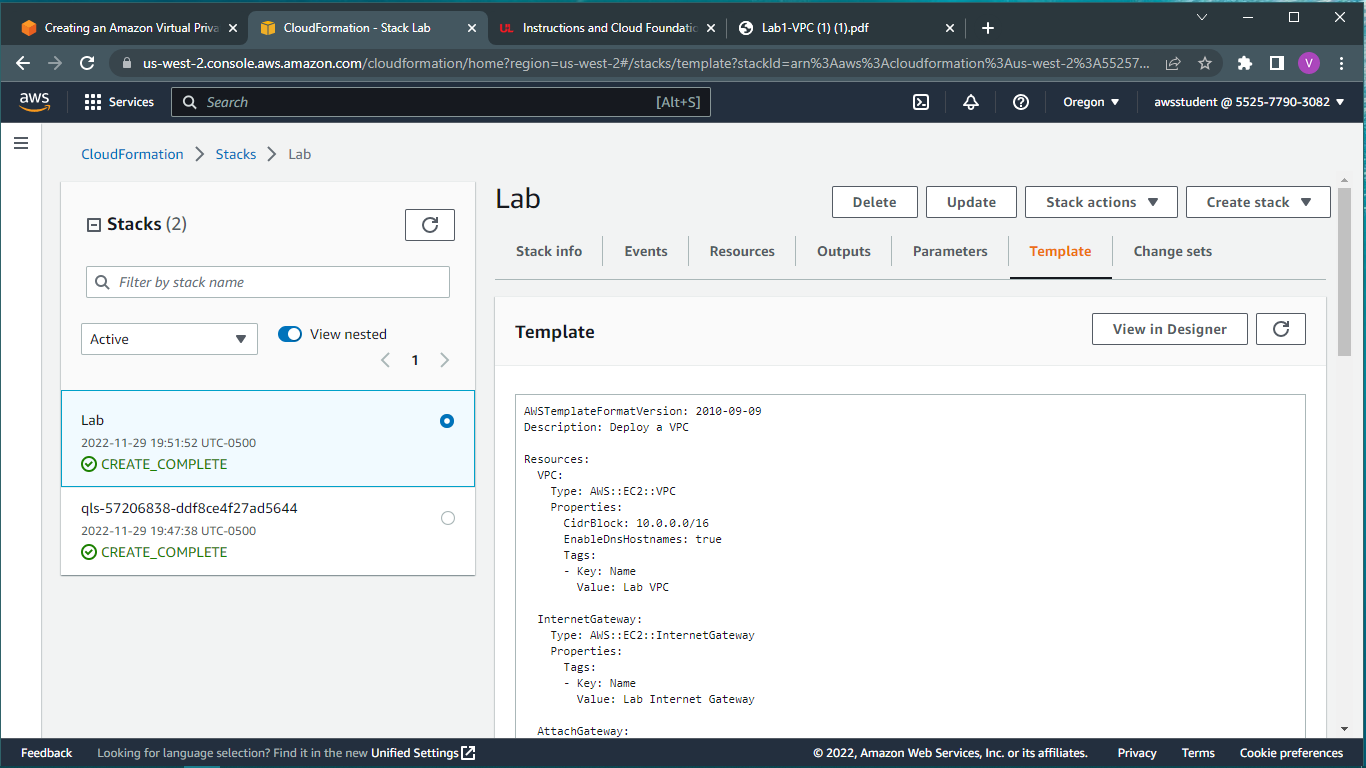 Creating an Amazon Virtual Priva
CloudFormation - Stack Lab
UL Instructions and Cloud Foundatio
Lab1-VPC (1) (1).pdf
us-west-2.console.aws.amazon.com/cloudformation/home?region=us-west-2#/stacks/template?stackId=arn%3Aaws%3Acloudformation%3Aus-west-2%3A55257...
V
aws
Services
Search
[Alt+S]
Oregon
awsstudent @ 5525-7790-3082
CloudFormation
Stacks
Lab
Stacks (2)
Filter by stack name
Active
View nested
1
Lab
2022-11-29 19:51:52 UTC-0500
CREATE_COMPLETE
qls-57206838-ddf8ce4f27ad5644
2022-11-29 19:47:38 UTC-0500
CREATE_COMPLETE
Lab
Delete
Update
Stack actions
Create stack
Stack info
Events
Resources
Outputs
Parameters
Template
Change sets
Template
View in Designer
AWSTemplateFormatVersion: 2010-09-09
Description: Deploy a VPC
Resources:
VPC:
Type: AWS::EC2::VPC
Properties:
CidrBlock: 10.0.0.0/16
EnableDnsHostnames: true
Tags:
- Key: Name
Value: Lab VPC
InternetGateway:
Type: AWS::EC2::InternetGateway
Properties:
Tags:
- Key: Name
Value: Lab Internet Gateway
AttachGateway:
Feedback
Looking for language selection? Find it in the new Unified Settings
© 2022, Amazon Web Services, Inc. or its affiliates.
Privacy
Terms
Cookie preferences